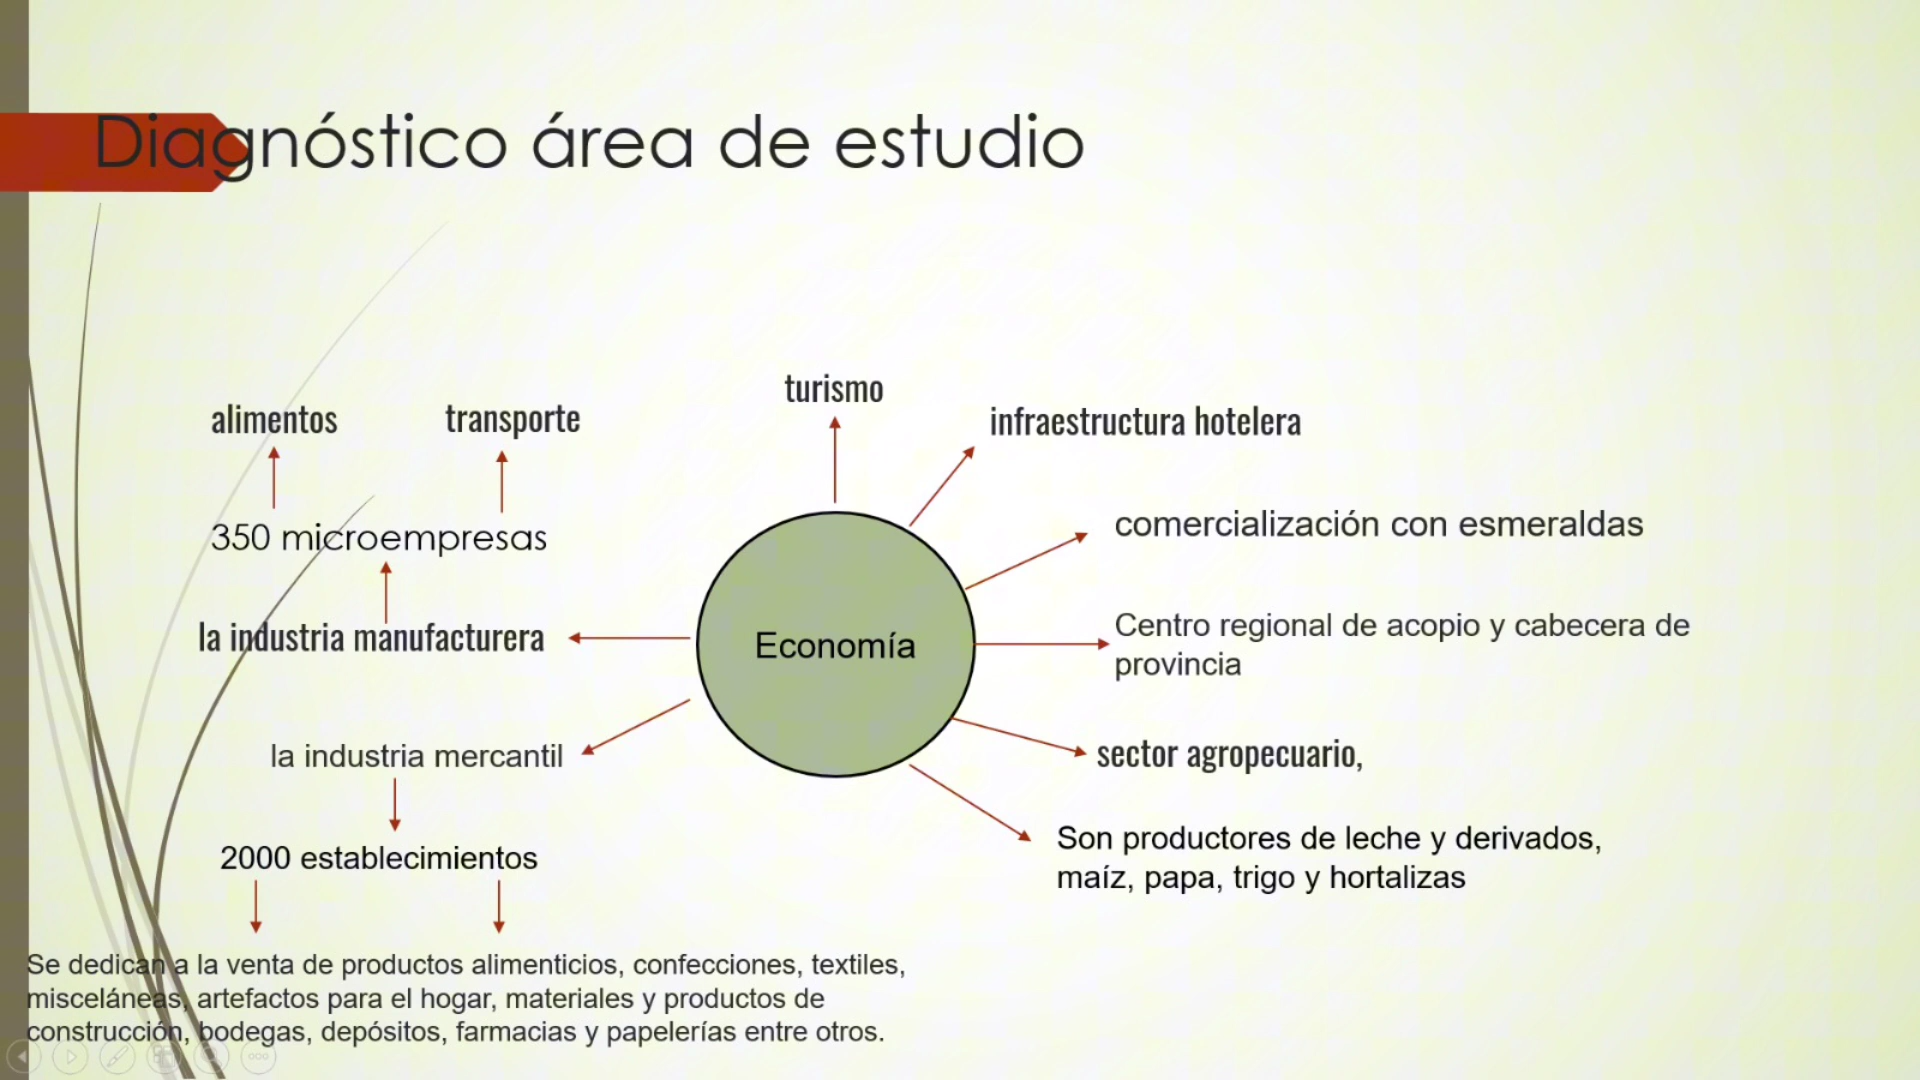 Diagnóstico área de estudio
turismo
alimentos
transporte
infraestructura hotelera
350 microempresas
comercialización con esmeraldas
la industria manufacturera
Economía
Centro regional de acopio y cabecera de
provincia
la industria mercantil
sector agropecuario,
2000 establecimientos
Son productores de leche y derivados,
maíz, papa, trigo y hortalizas
Se dedican a la venta de productos alimenticios, confecciones, textiles,
misceláneas, artefactos para el hogar, materiales y productos de
construcción, bodegas, depósitos, farmacias y papelerías entre otros.